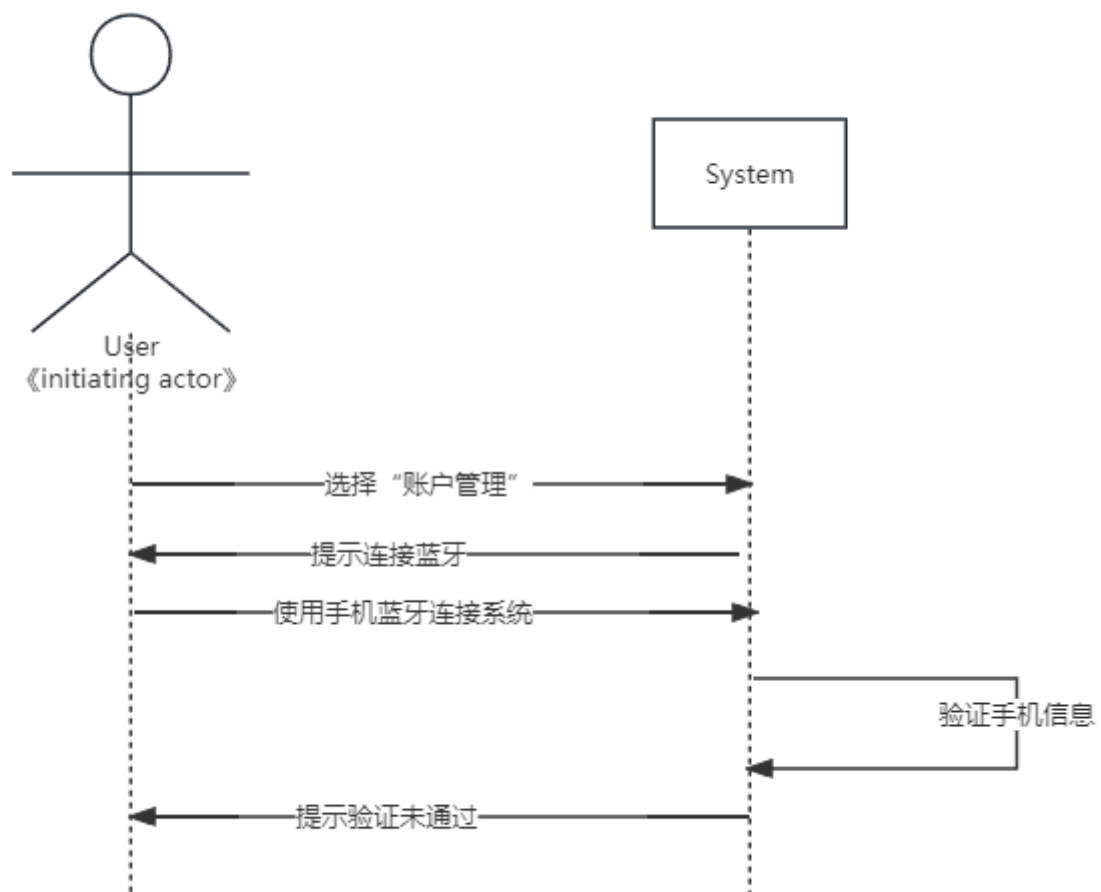 System
User
《initiating actor》
选择“账户管理”
提示连接蓝牙
使用手机蓝牙连接系统
验证手机信息
提示验证未通过